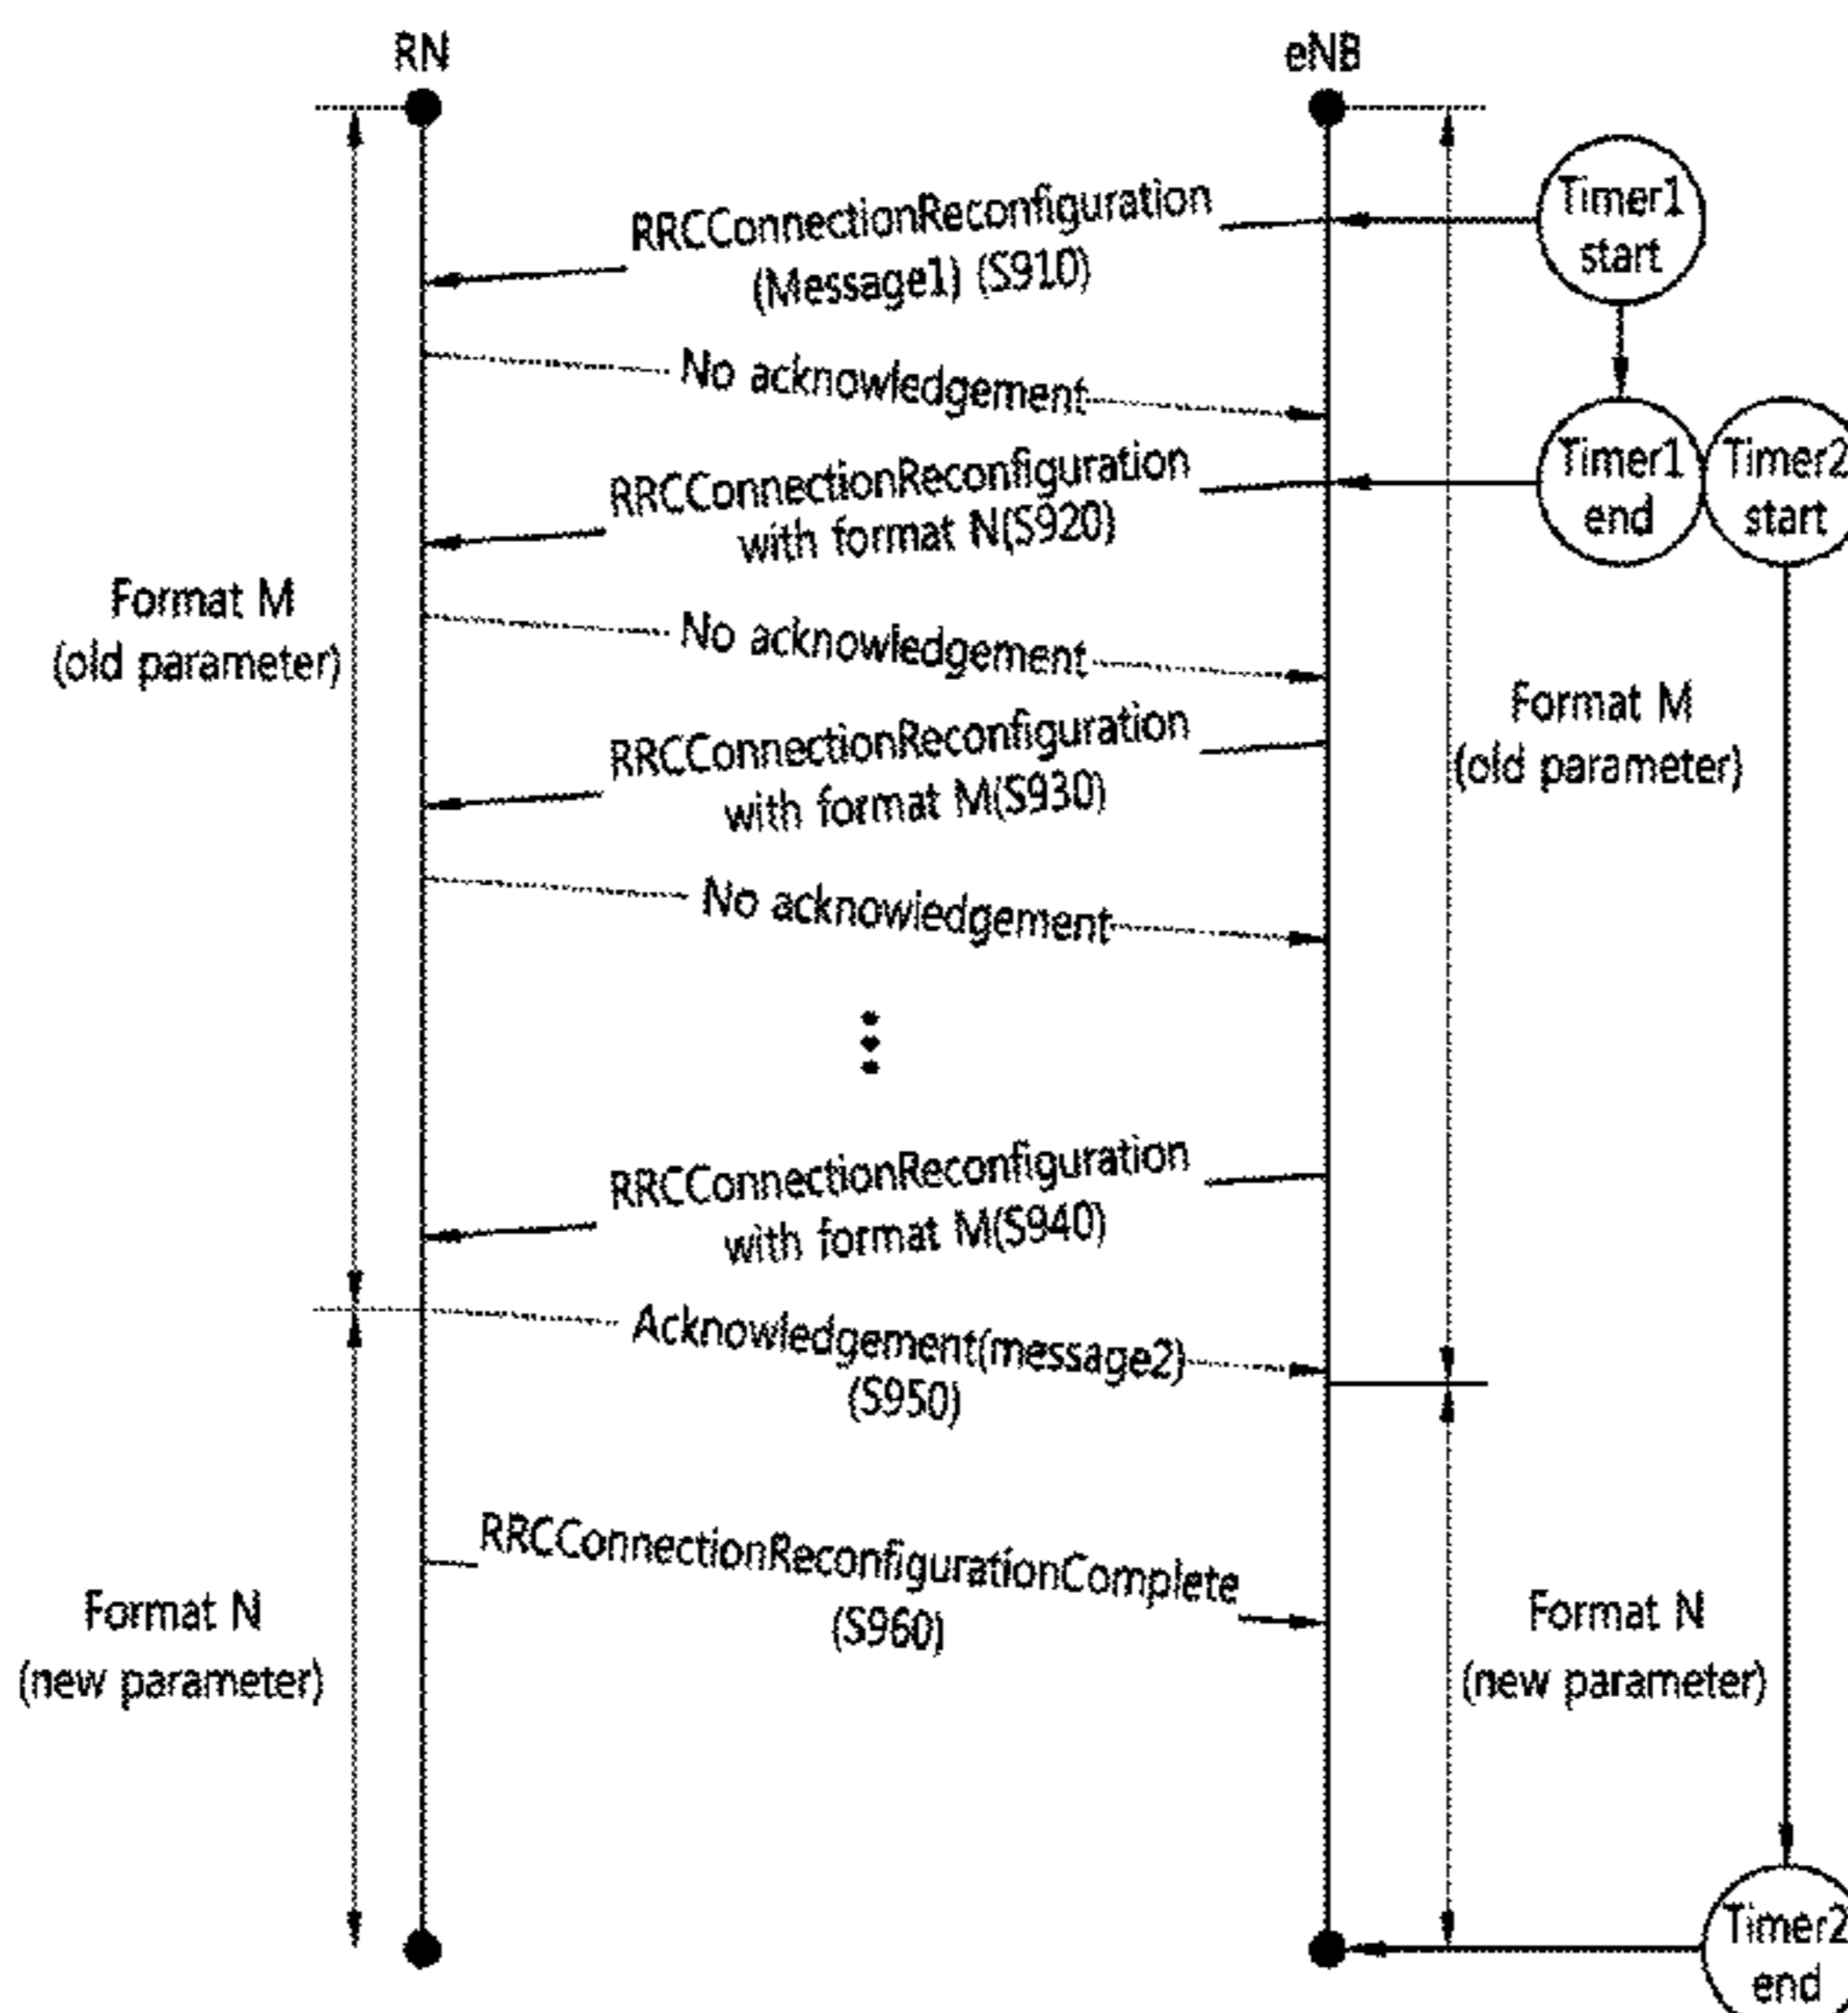 RN
eNB
Timer1
start
RRCConnectionReconfiguration
(Message1) (S910)
No acknowledgement
Timer1
end
Timer2
start
RRCConnectionReconfiguration
with format N(S920)
Format M
(old parameter)
No acknowledgement
Format M
(old parameter)
RRCConnectionReconfiguration
with format M(S930)
No acknowledgement
RRCConnectionReconfiguration
with format M(S940)
Acknowledgement(message2)
(S950)
RRCConnectionReconfigurationComplete
(S960)
Format N
(new parameter)
Format N
(new parameter)
Timer2
end